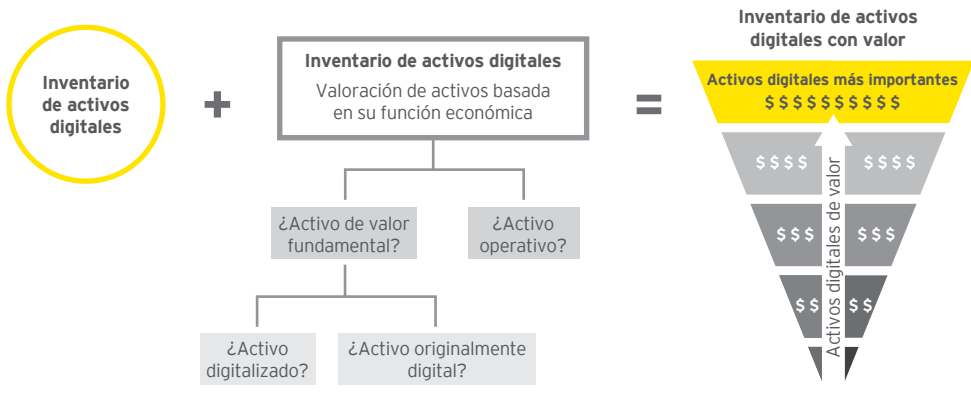 Inventario
de activos
digitales
+
Inventario de activos digitales
Valoración de activos basada
en su función económica
¿Activo de valor
fundamental?
¿Activo
operativo?
¿Activo
digitalizado?
¿Activo originalmente
digital?
=
Inventario de activos
digitales con valor
Activos digitales más importantes
$ $ $ $ $ $ $ $ $ $
$ $ $ $
$ $ $ $
$ $ $
$ $ $
$ $
$ $
Activos digitales de valor